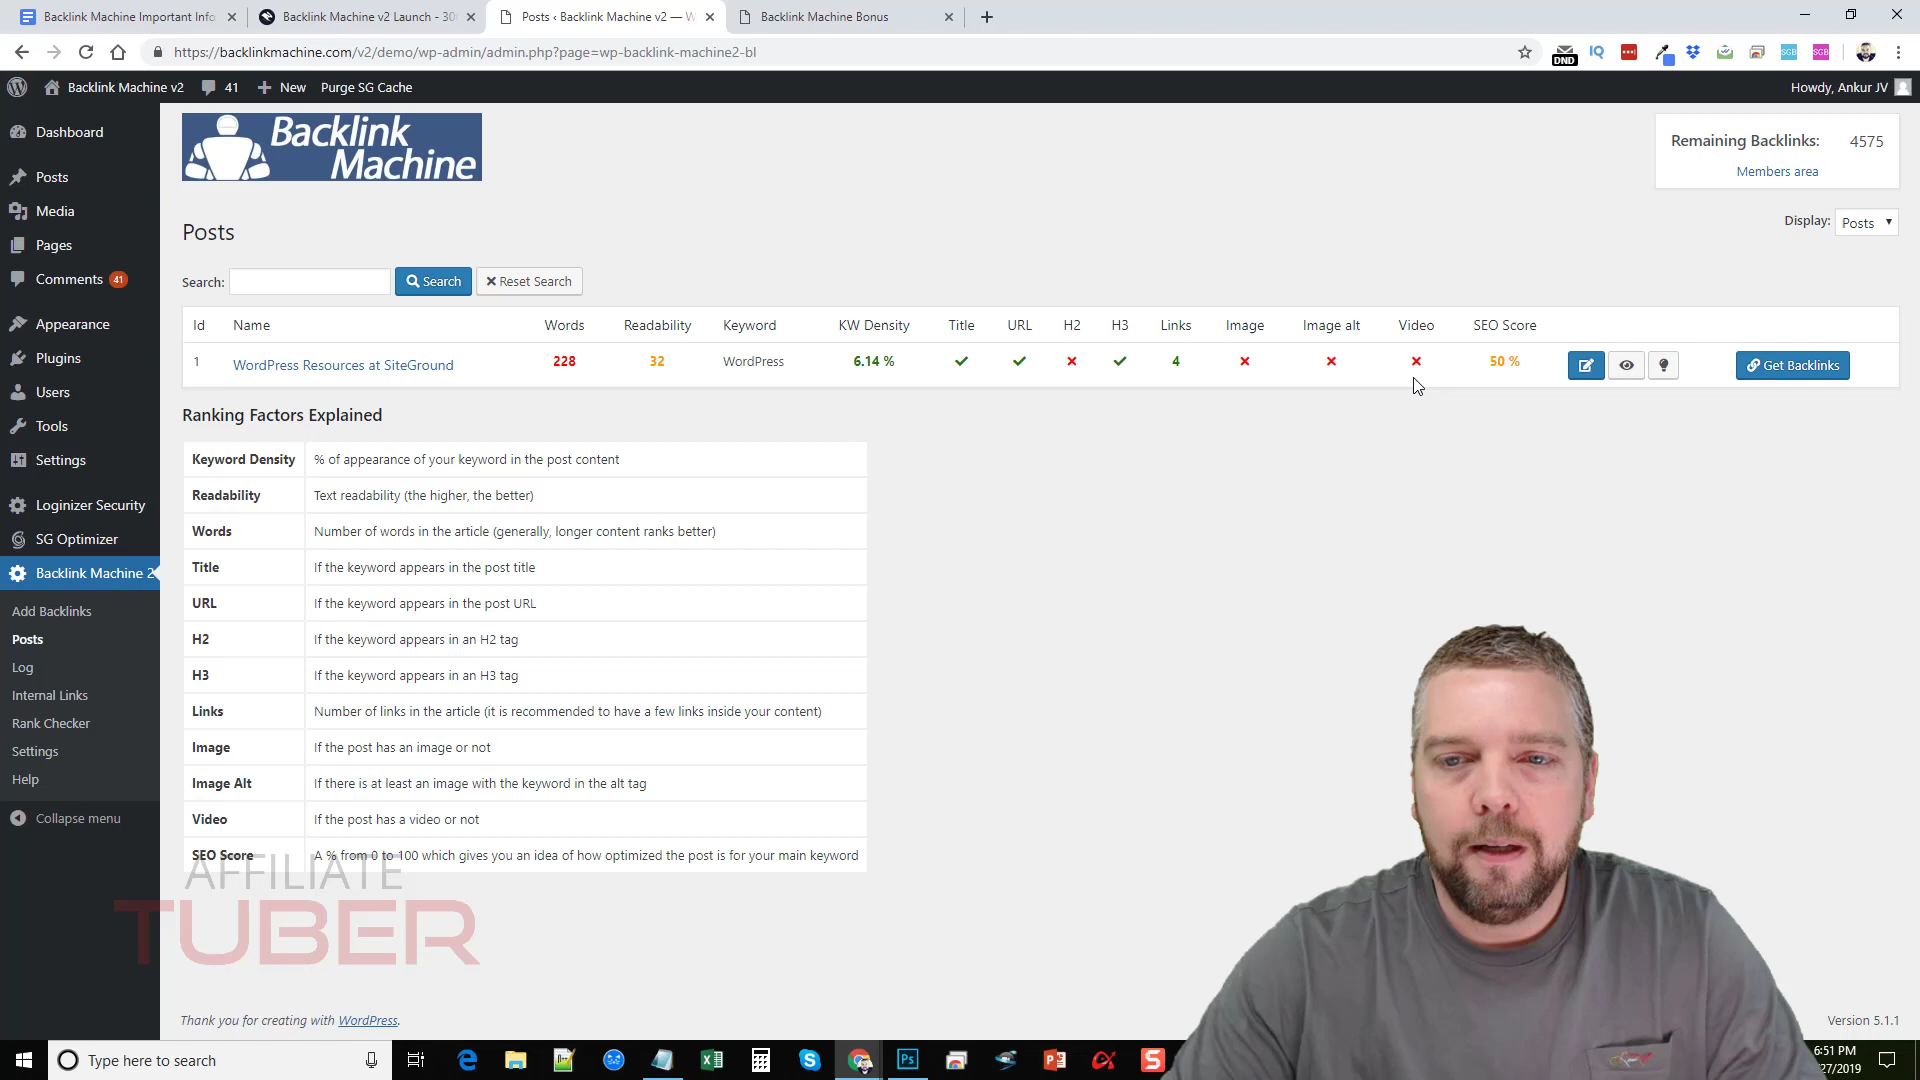 Backlink Machine Important Info
Backlink Machine v2 Launch - 30
Posts ‹ Backlink Machine v2 — W
Backlink Machine Bonus
https://backlinkmachine.com/v2/demo/wp-admin/admin.php?page=wp-backlink-machine2-bl
DND
IQ
SGB
SGB
Backlink Machine v2
41
New
Purge SG Cache
Howdy, Ankur JV
Dashboard
Posts
Media
Pages
Comments 41
Appearance
Plugins
Users
Tools
Settings
Loginizer Security
SG Optimizer
Backlink Machine 2
Add Backlinks
Posts
Log
Internal Links
Rank Checker
Settings
Help
Collapse menu
Backlink
Machine
Remaining Backlinks: 4575
Members area
Posts
Display: Posts
Search: Search Reset Search
Id Name Words Readability Keyword KW Density Title URL H2 H3 Links Image Image alt Video SEO Score
1 WordPress Resources at SiteGround 228 32 WordPress 6.14 % 4 50 % Get Backlinks
Ranking Factors Explained
Keyword Density % of appearance of your keyword in the post content
Readability Text readability (the higher, the better)
Words Number of words in the article (generally, longer content ranks better)
Title If the keyword appears in the post title
URL If the keyword appears in the post URL
H2 If the keyword appears in an H2 tag
H3 If the keyword appears in an H3 tag
Links Number of links in the article (it is recommended to have a few links inside your content)
Image If the post has an image or not
Image Alt If there is at least an image with the keyword in the alt tag
Video If the post has a video or not
SEO Score A % from 0 to 100 which gives you an idea of how optimized the post is for your main keyword
AFFILIATE
TUBER
Thank you for creating with WordPress.
Version 5.1.1
Type here to search
Ps
6:51 PM
27/2019